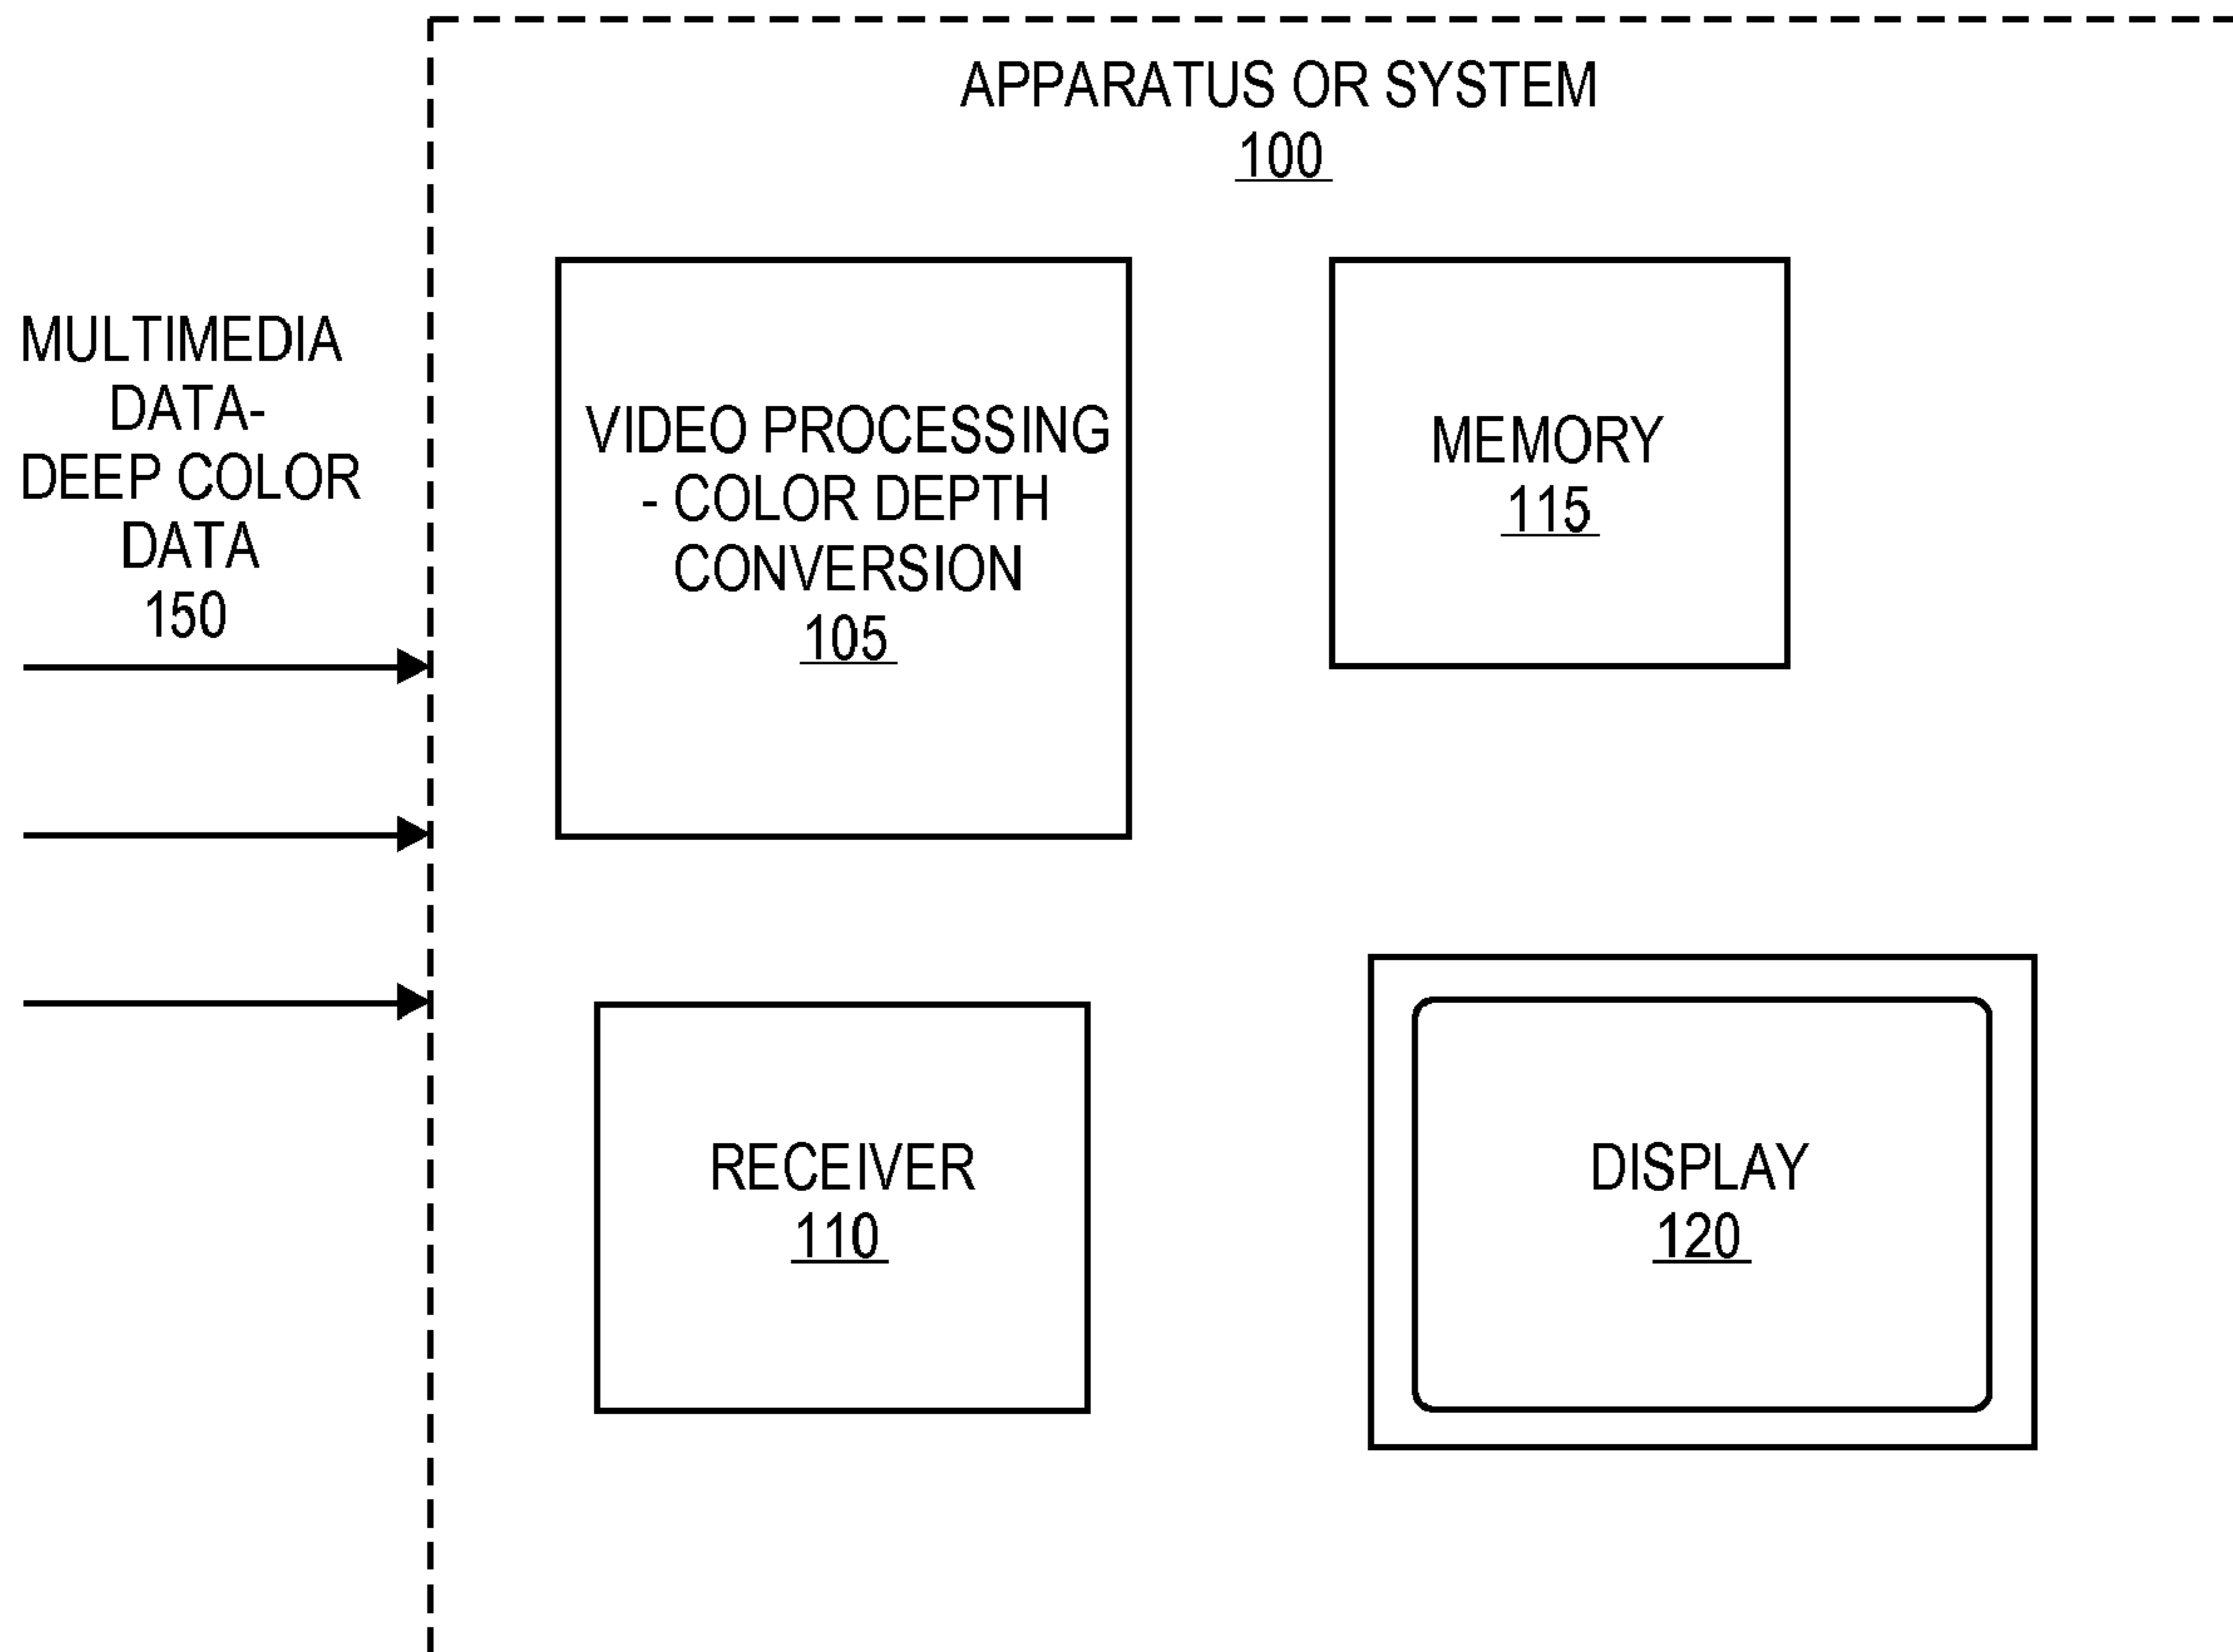 APPARATUS OR SYSTEM
100
MULTIMEDIA
DATA-
DEEP COLOR
DATA
150
VIDEO PROCESSING
- COLOR DEPTH
CONVERSION
105
MEMORY
115
RECEIVER
110
DISPLAY
120